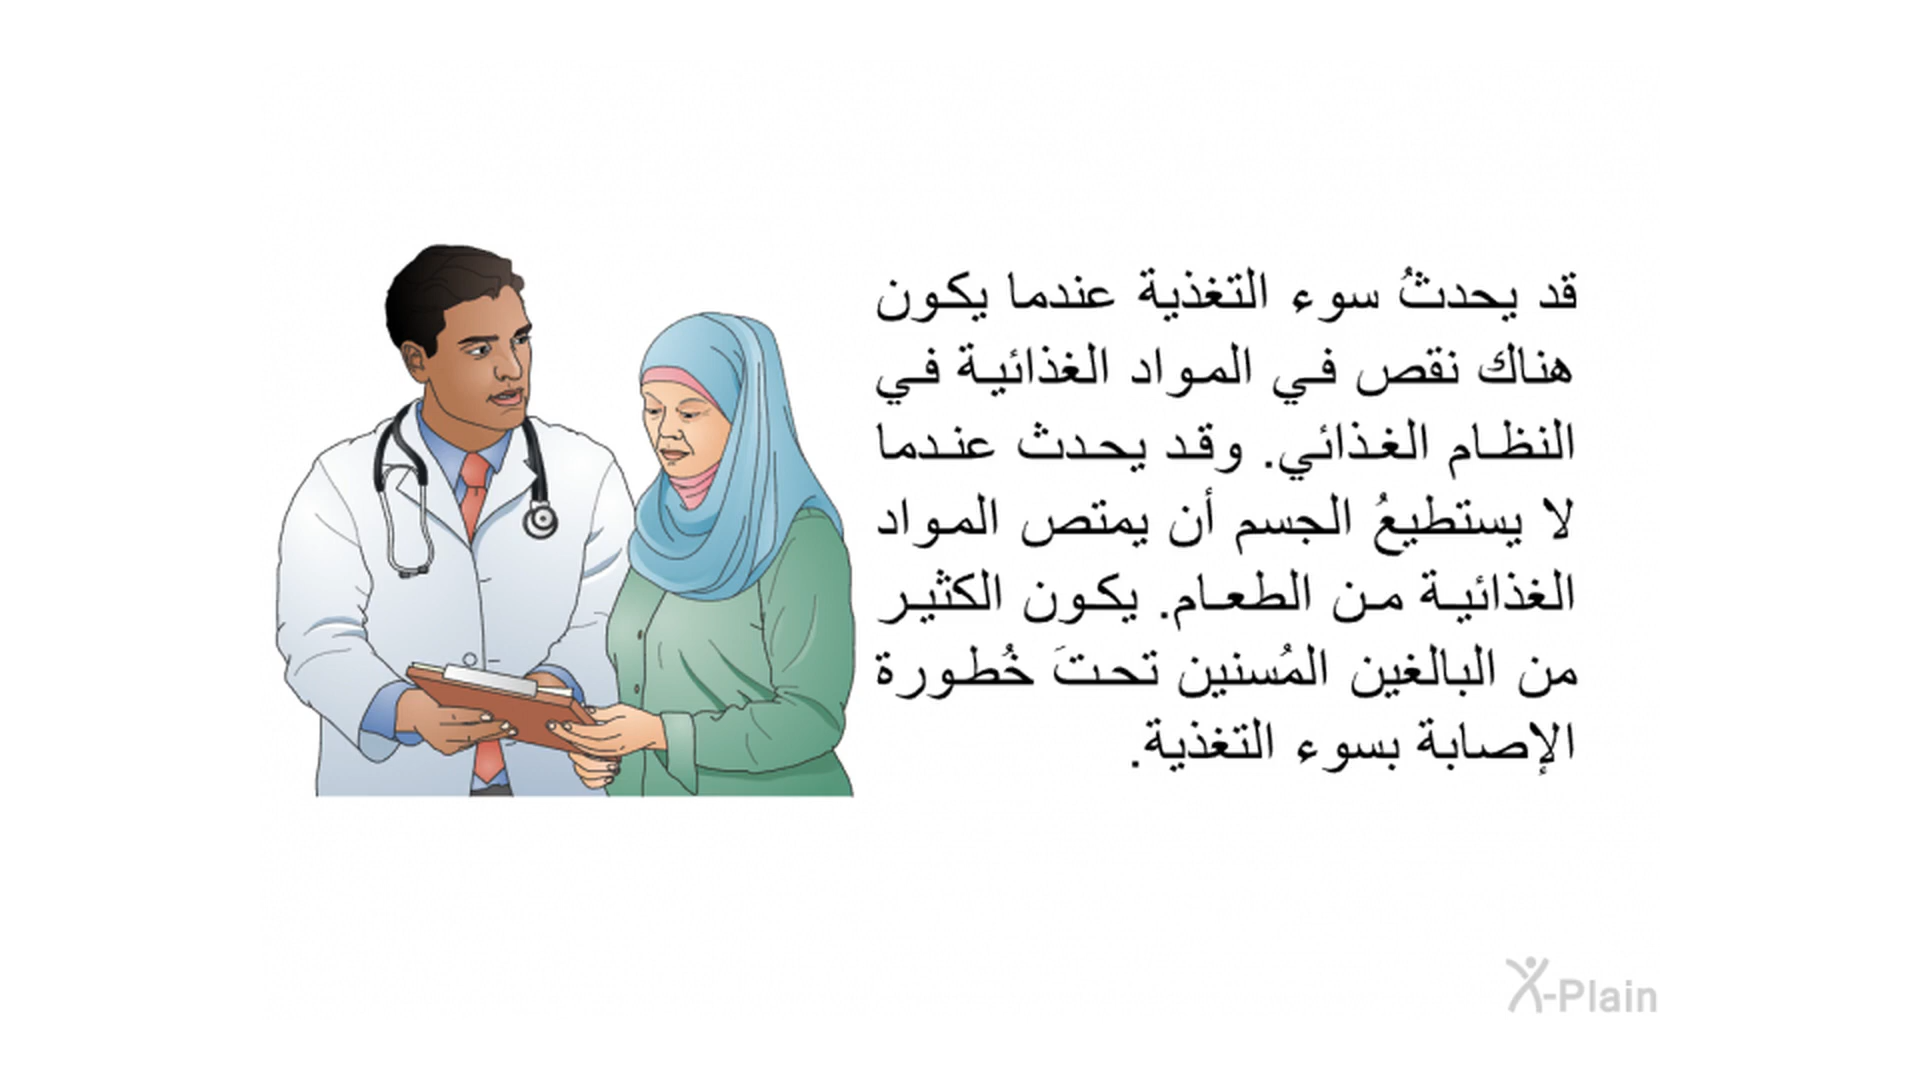 قد يحدثُ سوء التغذية عندما يكون
هناك نقص في المواد الغذائية في
النظام الغذائي. وقد يحدث عندما
لا يستطيعُ الجسم أن يمتص المواد
الغذائية من الطعام. يكون الكثير
من البالغين المُسنين تحتَ خُطورة
الإصابة بسوء التغذية.
X-Plain